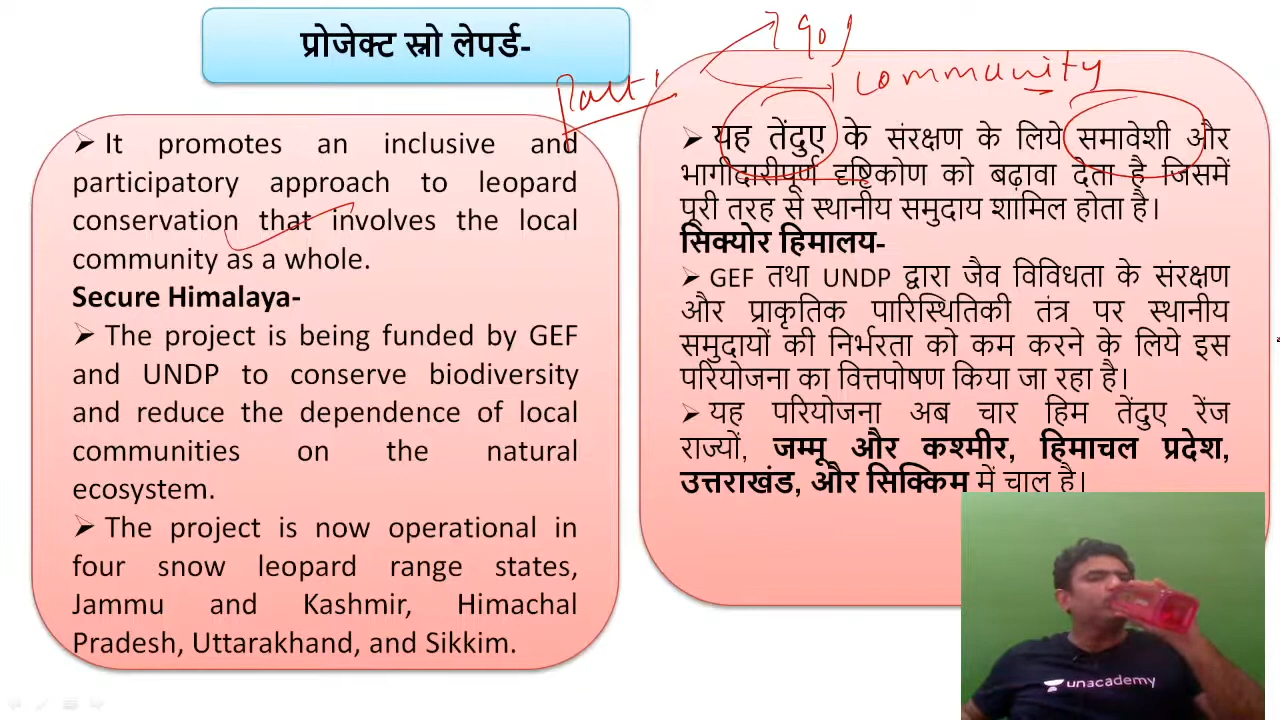 प्रोजेक्ट स्नो लेपर्ड-
➢ It promotes an inclusive and
participatory approach to leopard
conservation that involves the local
community as a whole.
Secure Himalaya-
➢ The project is being funded by GEF
and UNDP to conserve biodiversity
and reduce the dependence of local
communities on the natural
ecosystem.
➢ The project is now operational in
four snow leopard range states,
Jammu and Kashmir, Himachal
Pradesh, Uttarakhand, and Sikkim.
community
➢ यह तेंदुए के संरक्षण के लिये समावेशी और
भागीदारीपूर्ण दृष्टिकोण को बढ़ावा देता है जिसमें
पूरी तरह से स्थानीय समुदाय शामिल होता है।
सिक्योर हिमालय-
➢ GEF तथा UNDP द्वारा जैव विविधता के संरक्षण
और प्राकृतिक पारिस्थितिकी तंत्र पर स्थानीय
समुदायों की निर्भरता को कम करने के लिये इस
परियोजना का वित्तपोषण किया जा रहा है।
➢ यह परियोजना अब चार हिम तेंदुए रेंज
राज्यों, जम्मू और कश्मीर, हिमाचल प्रदेश,
उत्तराखंड, और सिक्किम में चालू है।
unacademy